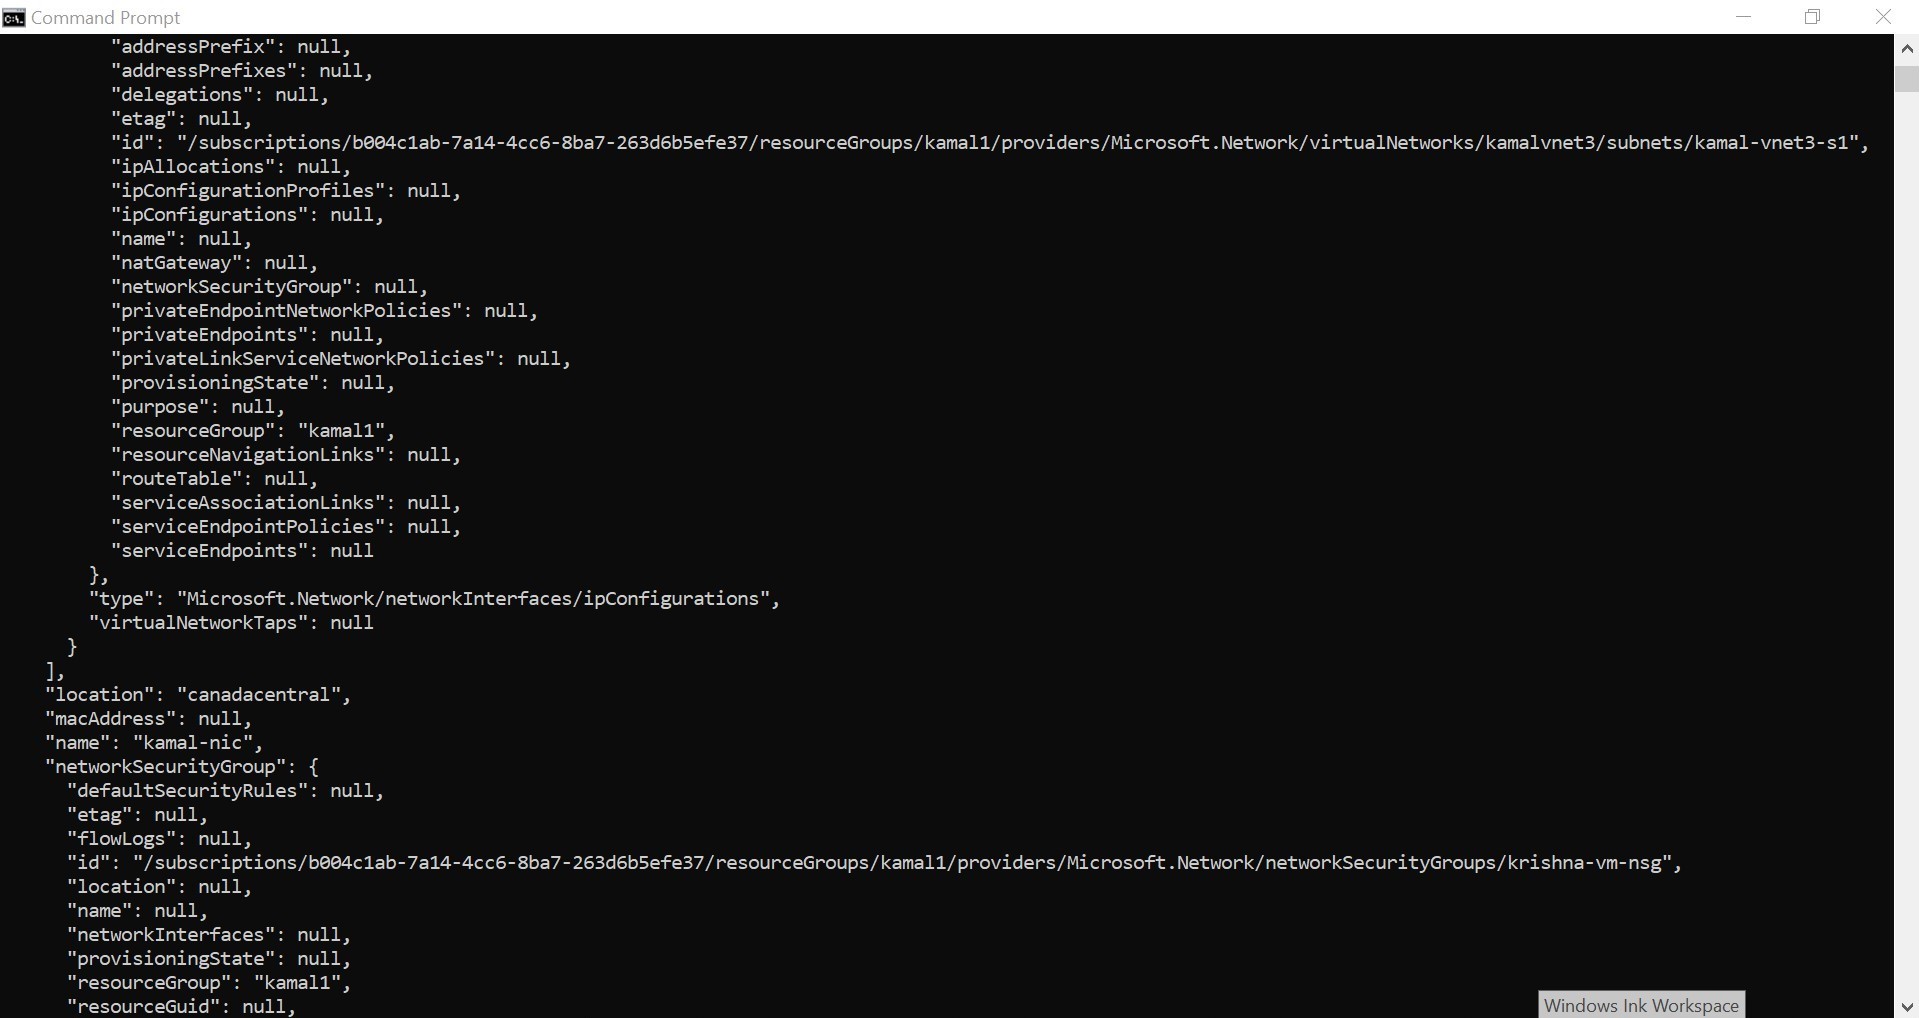 Command Prompt
"addressPrefix": null,
"addressPrefixes": null,
"delegations": null,
"etag": null,
"id": "/subscriptions/b004c1ab-7a14-4cc6-8ba7-263d6b5efe37/resourceGroups/kamal1/providers/Microsoft.Network/virtualNetworks/kamalvnet3/subnets/kamal-vnet3-s1",
"ipAllocations": null,
"ipConfigurationProfiles": null,
"ipConfigurations": null,
"name": null,
"natGateway": null,
"networkSecurityGroup": null,
"privateEndpointNetworkPolicies": null,
"privateEndpoints": null,
"privateLinkServiceNetworkPolicies": null,
"provisioningState": null,
"purpose": null,
"resourceGroup": "kamal1",
"resourceNavigationLinks": null,
"routeTable": null,
"serviceAssociationLinks": null,
"serviceEndpointPolicies": null,
"serviceEndpoints": null
},
"type": "Microsoft.Network/networkInterfaces/ipConfigurations",
"virtualNetworkTaps": null
}
],
"location": "canadacentral",
"macAddress": null,
"name": "kamal-nic",
"networkSecurityGroup": {
"defaultSecurityRules": null,
"etag": null,
"flowLogs": null,
"id": "/subscriptions/b004c1ab-7a14-4cc6-8ba7-263d6b5efe37/resourceGroups/kamal1/providers/Microsoft.Network/networkSecurityGroups/krishna-vm-nsg",
"location": null,
"name": null,
"networkInterfaces": null,
"provisioningState": null,
"resourceGroup": "kamal1",
"resourceGuid": null,
Windows Ink Workspace